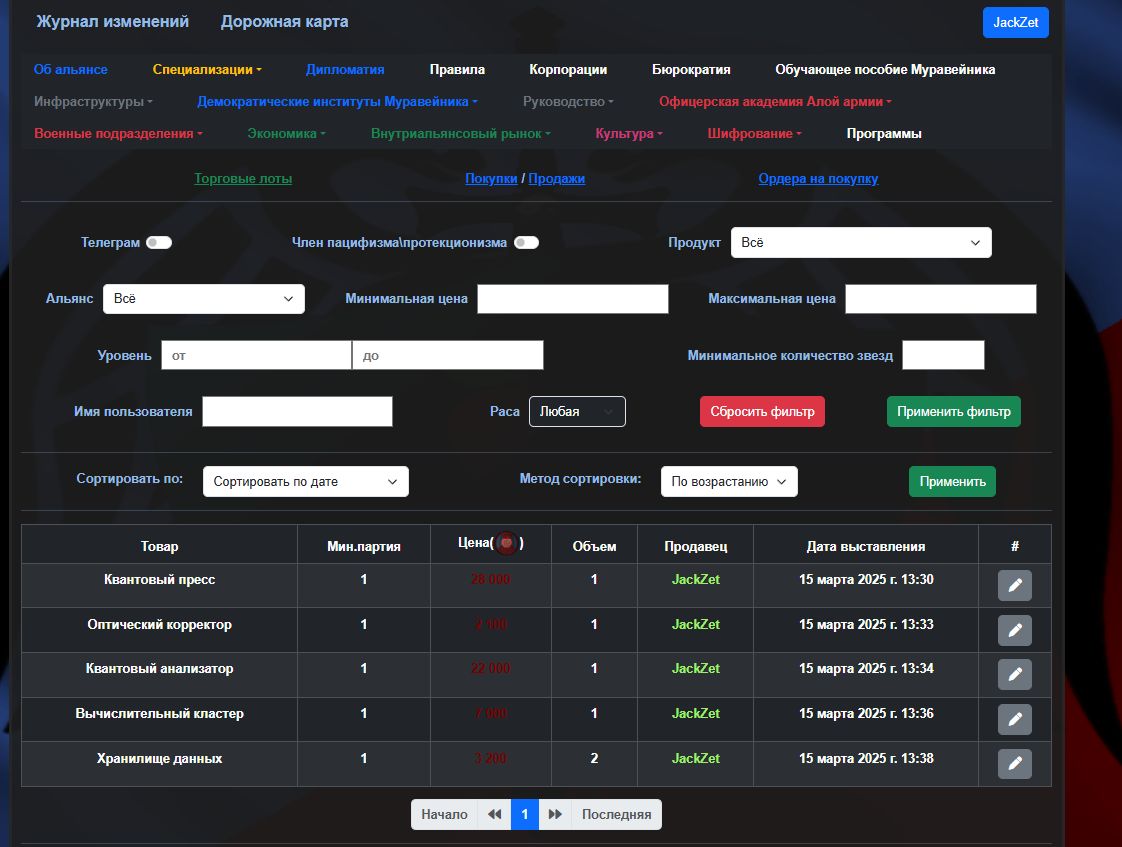 Журнал изменений Дорожная карта JackZet
Об альянсе Специализации Дипломатия Правила Корпорации Бюрократия Обучающее пособие Муравейника
Инфраструктуры Демократические институты Муравейника Руководство Офицерская академия Алой армии
Военные подразделения Экономика Внутриальянсовый рынок Культура Шифрование Программы
Торговые лоты Покупки / Продажи Ордера на покупку
Телеграм Член пацифизма\протекционизма Продукт Всё
Альянс Всё Минимальная цена Максимальная цена
Уровень от до Минимальное количество звезд
Имя пользователя Раса Любая Сбросить фильтр Применить фильтр
Сортировать по: Сортировать по дате Метод сортировки: По возрастанию Применить
Товар Мин.партия Цена( ) Объем Продавец Дата выставления #
Квантовый пресс 1 28 000 1 JackZet 15 марта 2025 г. 13:30
Оптический корректор 1 2 100 1 JackZet 15 марта 2025 г. 13:33
Квантовый анализатор 1 22 000 1 JackZet 15 марта 2025 г. 13:34
Вычислительный кластер 1 7 000 1 JackZet 15 марта 2025 г. 13:36
Хранилище данных 1 3 200 2 JackZet 15 марта 2025 г. 13:38
Начало 1 Последняя